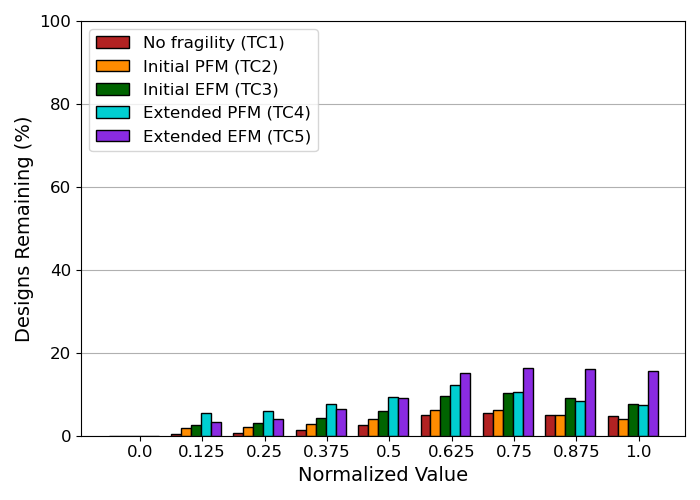 100
80
60
40
20
0
Designs Remaining (%)
No fragility (TC1)
Initial PFM (TC2)
Initial EFM (TC3)
Extended PFM (TC4)
Extended EFM (TC5)
0.0 0.125 0.25 0.375 0.5 0.625 0.75 0.875 1.0
Normalized Value